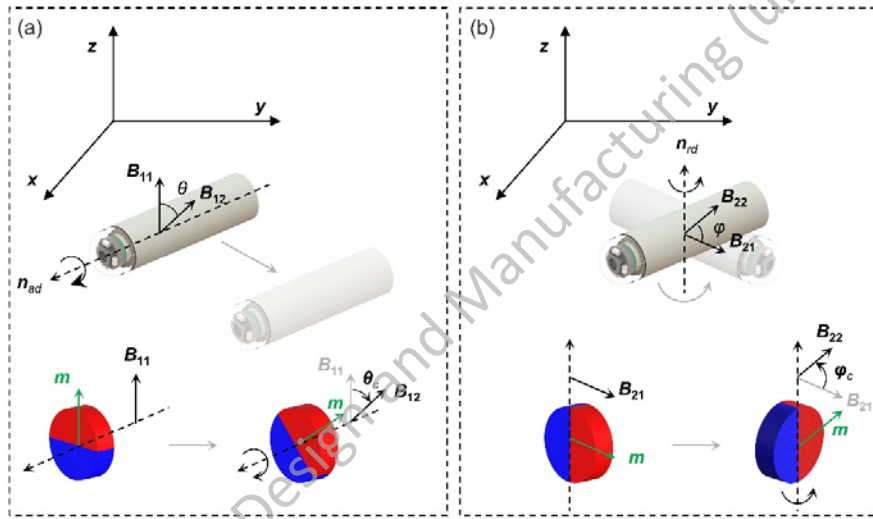 (a)
z
y
x
B11
θ
B12
nad
B11
m
B11
θc
B12
m
(b)
z
y
x
nrd
B22
φ
B21
B21
m
B22
φc
B21
m
Design and Manufacturing (u